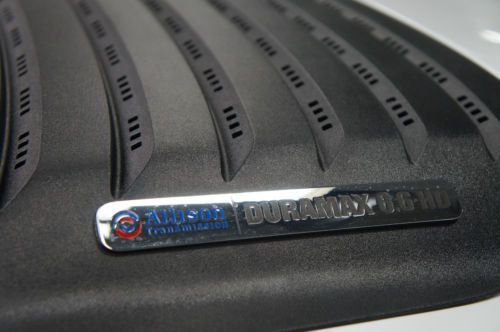 Allison
Transmission
DURAMAX 6.6-HD